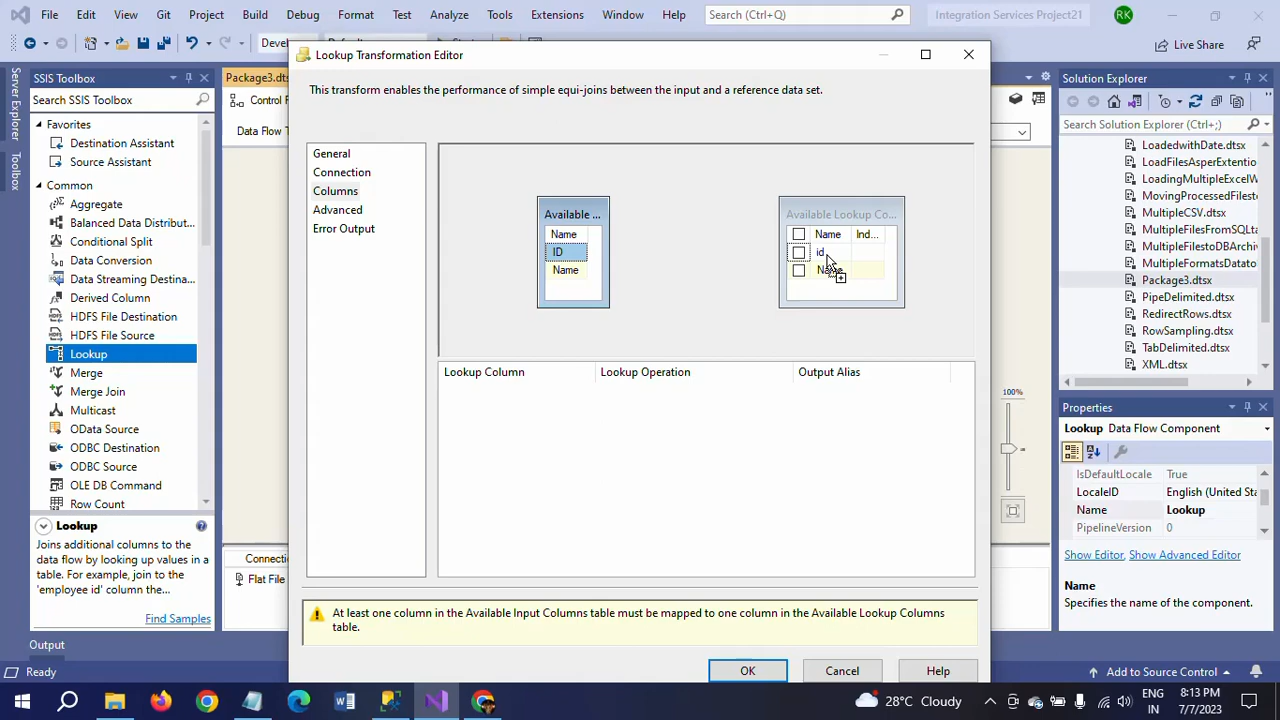 File Edit View Git Project Build Debug Format Test Analyze Tools Extensions Window Help Search (Ctrl+Q) Integration Services Project21 RK
Live Share
SSIS Toolbox
Search SSIS Toolbox
Favorites
Destination Assistant
Source Assistant
Common
Aggregate
Balanced Data Distribut...
Conditional Split
Data Conversion
Data Streaming Destinat...
Derived Column
HDFS File Destination
HDFS File Source
Lookup
Merge
Merge Join
Multicast
OData Source
ODBC Destination
ODBC Source
OLE DB Command
Row Count
Lookup
Joins additional columns to the
data flow by looking up values in a
table. For example, join to the
'employee id' column the...
Find Samples
Server Explorer
Toolbox
Package3.dts
Control F
Data Flow T
Connectio
Flat File
Lookup Transformation Editor
This transform enables the performance of simple equi-joins between the input and a reference data set.
General
Connection
Columns
Advanced
Error Output
Available ...
Name
ID
Name
Available Lookup Co...
Name Ind...
id
Name
Lookup Column Lookup Operation Output Alias
At least one column in the Available Input Columns table must be mapped to one column in the Available Lookup Columns
table.
OK Cancel Help
100%
Solution Explorer
Search Solution Explorer (Ctrl+;)
LoadedwithDate.dtsx
LoadFilesAsperExtentio
LoadingMultipleExcelW
MovingProcessedFilesto
MultipleCSV.dtsx
MultipleFilesFromSQLta
MultipleFilestoDBArchiv
MultipleFormatsDatato
Package3.dtsx
PipeDelimited.dtsx
RedirectRows.dtsx
RowSampling.dtsx
TabDelimited.dtsx
XML.dtsx
Properties
Lookup Data Flow Component
IsDefaultLocale True
LocaleID English (United Sta
Name Lookup
PipelineVersion 0
Show Editor, Show Advanced Editor
Name
Specifies the name of the component.
Output
Ready
Add to Source Control
28°C Cloudy
ENG
IN
8:13 PM
7/7/2023